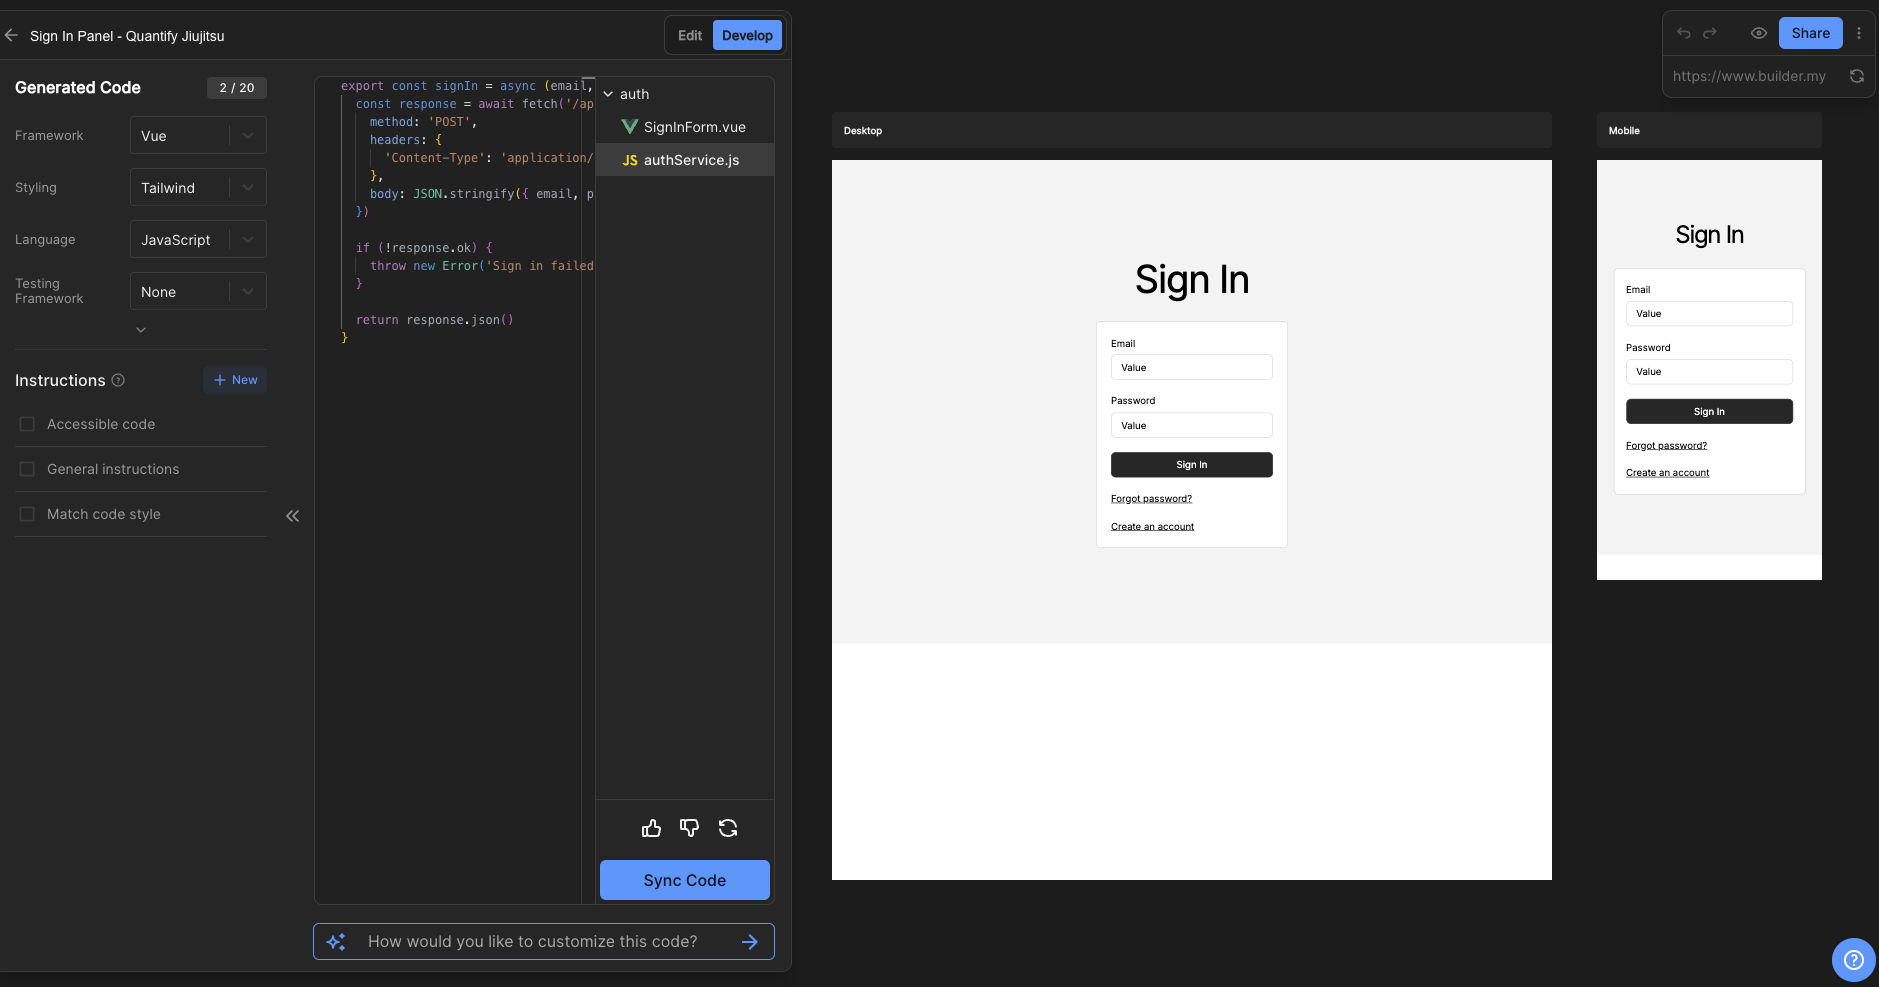 Sign In Panel - Quantify Jiujitsu
Edit
Develop
Generated Code
2 / 20
Framework
Vue
Styling
Tailwind
Language
JavaScript
Testing
Framework
None
Instructions
New
Accessible code
General instructions
Match code style
export const signIn = async (email,
const response = await fetch('/ap
method: 'POST',
headers: {
'Content-Type': 'application/
},
body: JSON.stringify({ email, p
})
if (!response.ok) {
throw new Error('Sign in failed
}
return response.json()
}
auth
SignInForm.vue
JS authService.js
Sync Code
How would you like to customize this code?
Desktop
Sign In
Email
Value
Password
Value
Sign In
Forgot password?
Create an account
Share
https://www.builder.my
Mobile
Sign In
Email
Value
Password
Value
Sign In
Forgot password?
Create an account